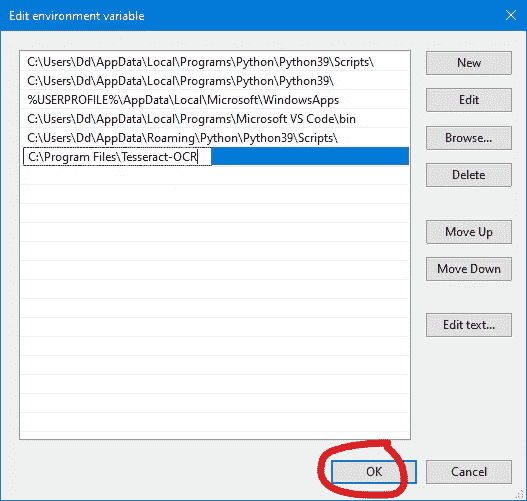 Edit environment variable
C:\Users\Dd\AppData\Local\Programs\Python\Python39\Scripts\
C:\Users\Dd\AppData\Local\Programs\Python\Python39\
%USERPROFILE%\AppData\Local\Microsoft\WindowsApps
C:\Users\Dd\AppData\Local\Programs\Microsoft VS Code\bin
C:\Users\Dd\AppData\Roaming\Python\Python39\Scripts\
C:\Program Files\Tesseract-OCR
New
Edit
Browse...
Delete
Move Up
Move Down
Edit text...
OK
Cancel